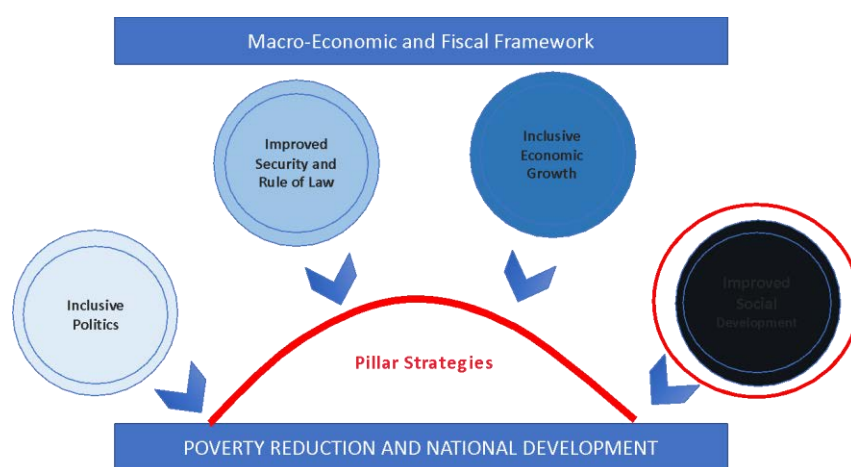 Macro-Economic and Fiscal Framework
Improved
Security and
Rule of Law
Inclusive
Economic
Growth
Inclusive
Politics
Improved
Social
Development
Pillar Strategies
POVERTY REDUCTION AND NATIONAL DEVELOPMENT